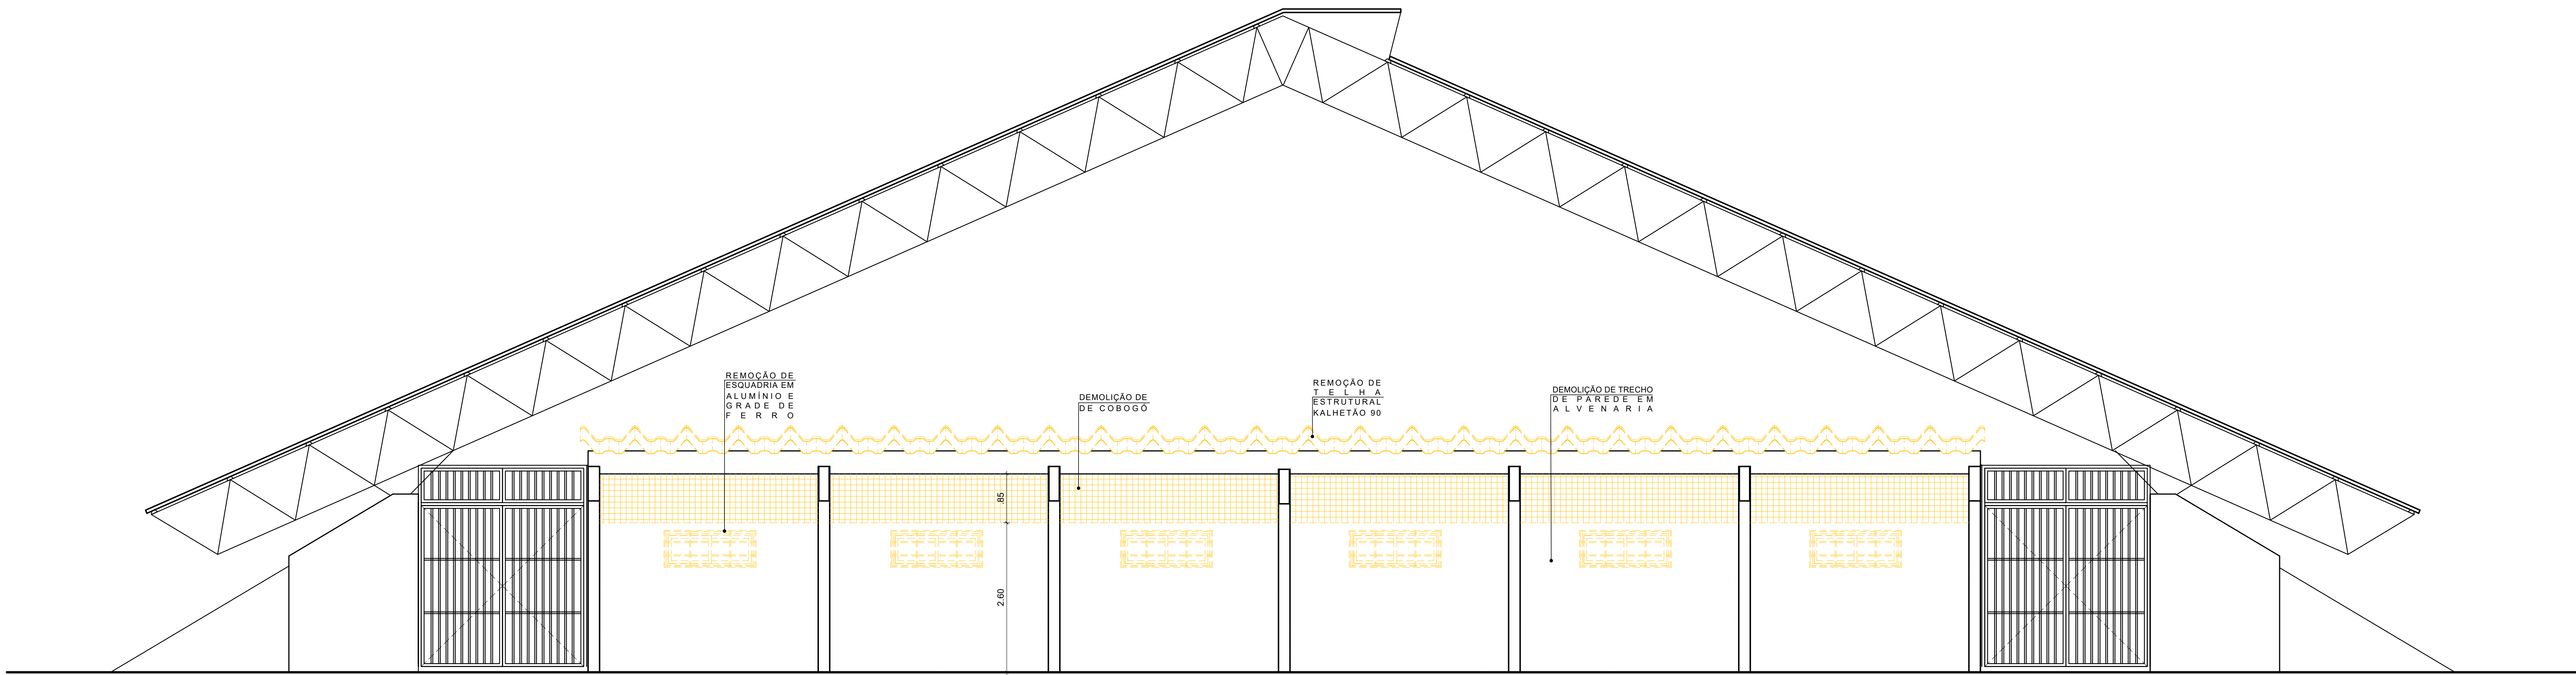 REMOÇÃO DE
ESQUADRIA EM
ALUMÍNIO E
GRADE DE
FERRO
DEMOLIÇÃO DE
DE COBOGÓ
REMOÇÃO DE
TELHA
ESTRUTURAL
KALHETÃO 90
DEMOLIÇÃO DE TRECHO
DE PAREDE EM
ALVENARIA
.85
2.60